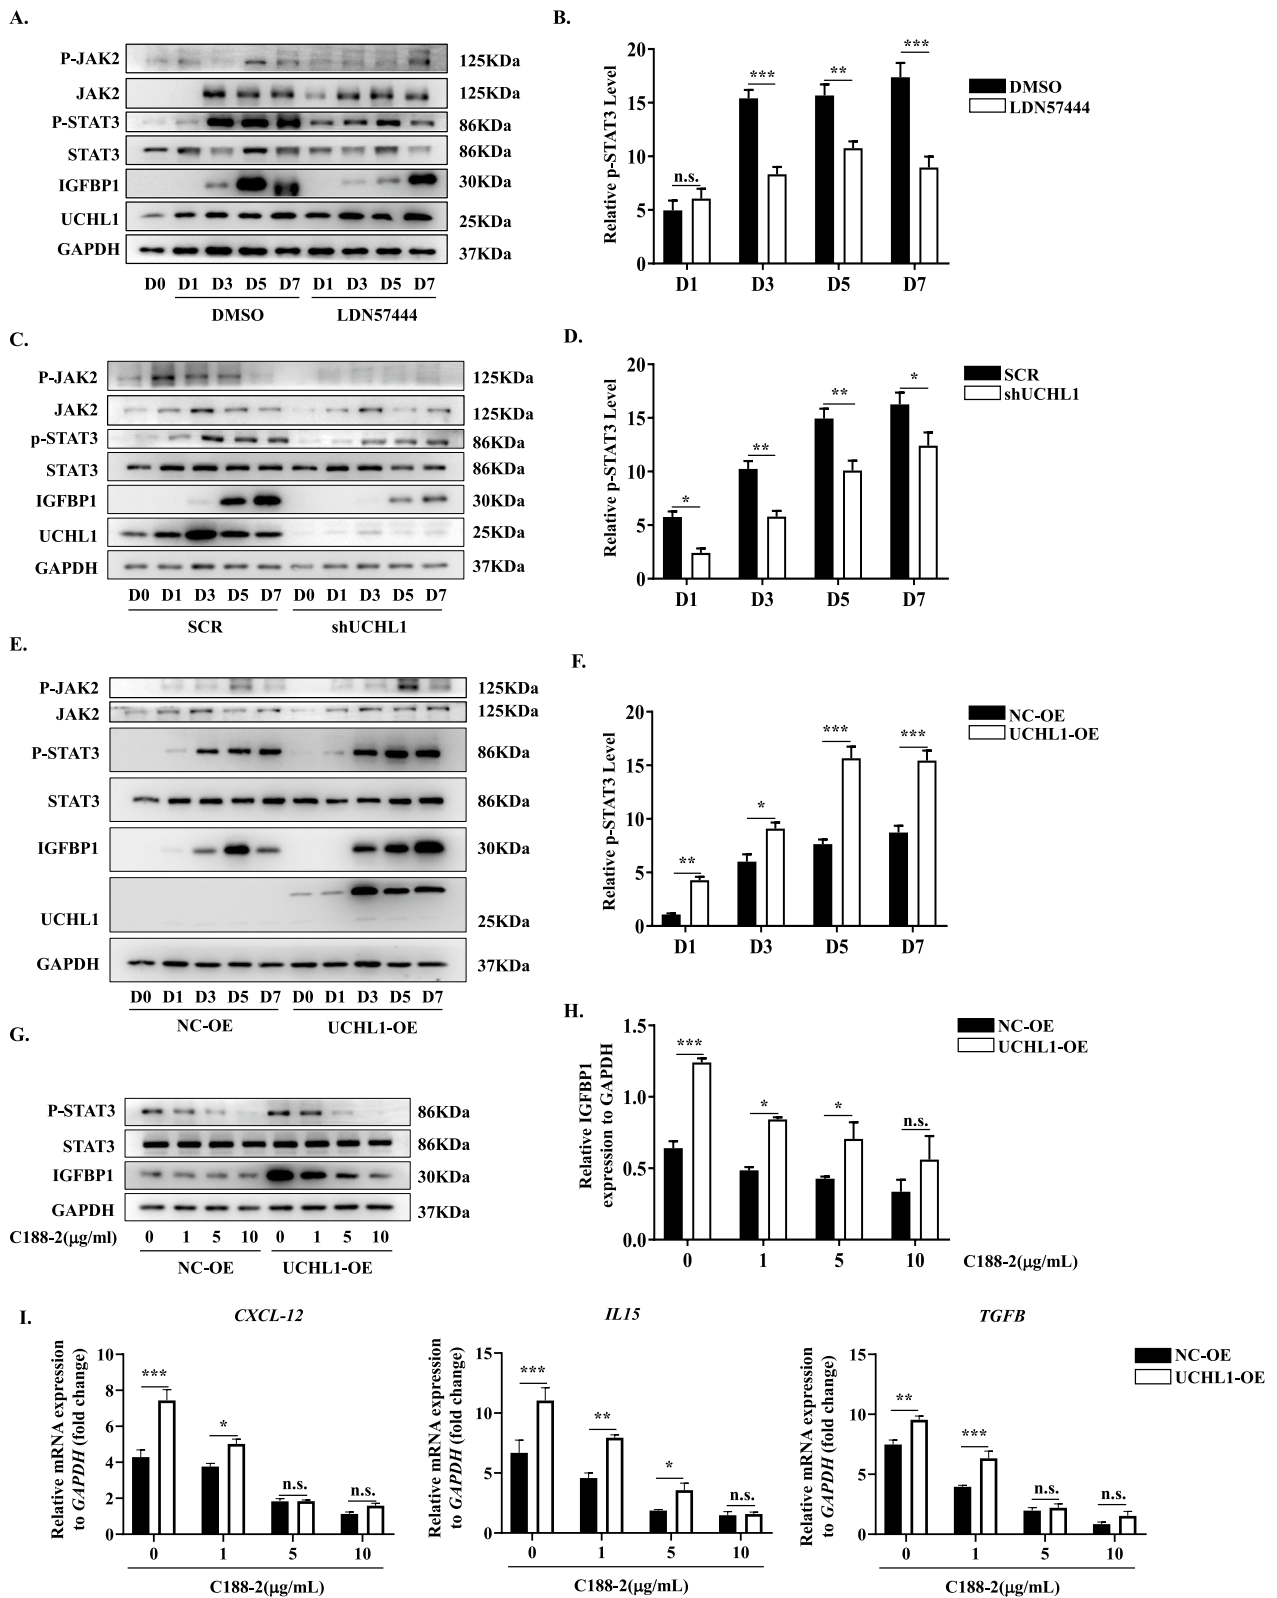 A.
P-JAK2 125KDa
JAK2 125KDa
P-STAT3 86KDa
STAT3 86KDa
IGFBP1 30KDa
UCHL1 25KDa
GAPDH 37KDa
D0 D1 D3 D5 D7 D1 D3 D5 D7
DMSO LDN57444
B.
Relative p-STAT3 Level
20
15
10
5
0
n.s. *** ** ***
D1 D3 D5 D7
DMSO
LDN57444
C.
P-JAK2 125KDa
JAK2 125KDa
p-STAT3 86KDa
STAT3 86KDa
IGFBP1 30KDa
UCHL1 25KDa
GAPDH 37KDa
D0 D1 D3 D5 D7 D0 D1 D3 D5 D7
SCR shUCHL1
D.
Relative p-STAT3 Level
20
15
10
5
0
* ** ** *
D1 D3 D5 D7
SCR
shUCHL1
E.
P-JAK2 125KDa
JAK2 125KDa
P-STAT3 86KDa
STAT3 86KDa
IGFBP1 30KDa
UCHL1 25KDa
GAPDH 37KDa
D0 D1 D3 D5 D7 D0 D1 D3 D5 D7
NC-OE UCHL1-OE
F.
Relative p-STAT3 Level
20
15
10
5
0
** * *** ***
D1 D3 D5 D7
NC-OE
UCHL1-OE
G.
P-STAT3 86KDa
STAT3 86KDa
IGFBP1 30KDa
GAPDH 37KDa
C188-2(μg/ml) 0 1 5 10 0 1 5 10
NC-OE UCHL1-OE
H.
Relative IGFBP1
expression to GAPDH
1.5
1.0
0.5
0.0
*** * * n.s.
0 1 5 10 C188-2(μg/mL)
NC-OE
UCHL1-OE
I.
CXCL-12
Relative mRNA expression
to GAPDH (fold change)
10
8
6
4
2
0
*** * n.s. n.s.
0 1 5 10
C188-2(μg/mL)
IL15
Relative mRNA expression
to GAPDH (fold change)
15
10
5
0
*** ** * n.s.
0 1 5 10
C188-2(μg/mL)
TGFB
Relative mRNA expression
to GAPDH (fold change)
15
10
5
0
** *** n.s. n.s.
0 1 5 10
C188-2(μg/mL)
NC-OE
UCHL1-OE